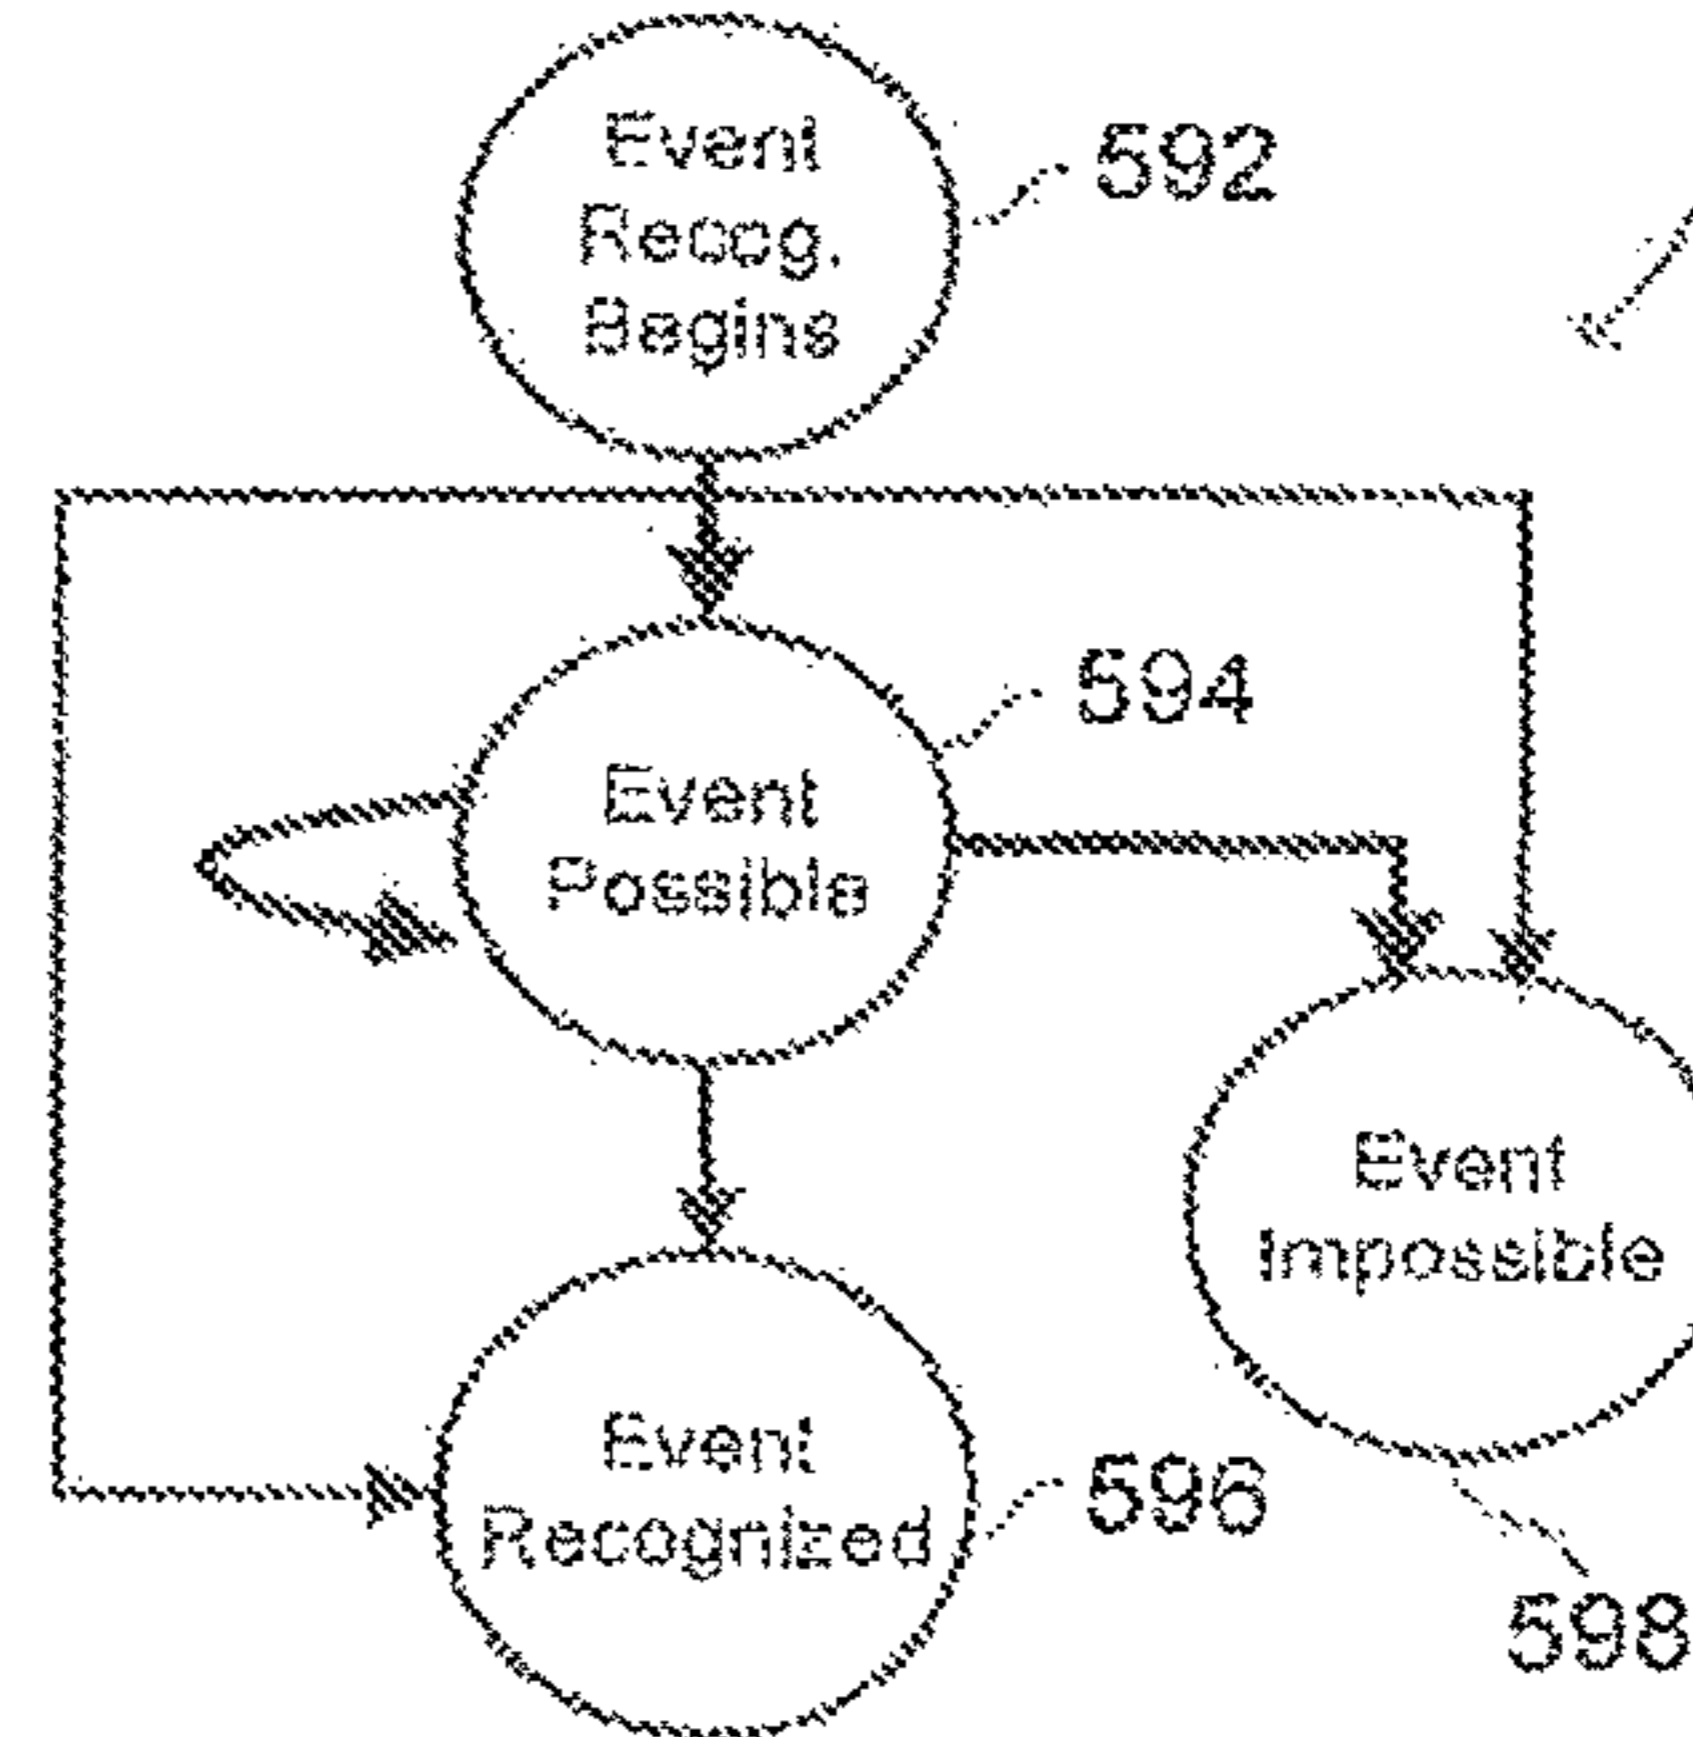 Event
Recog.
Begins
592
594
Event
Possible
Event
Impossible
Event
Recognized
596
598